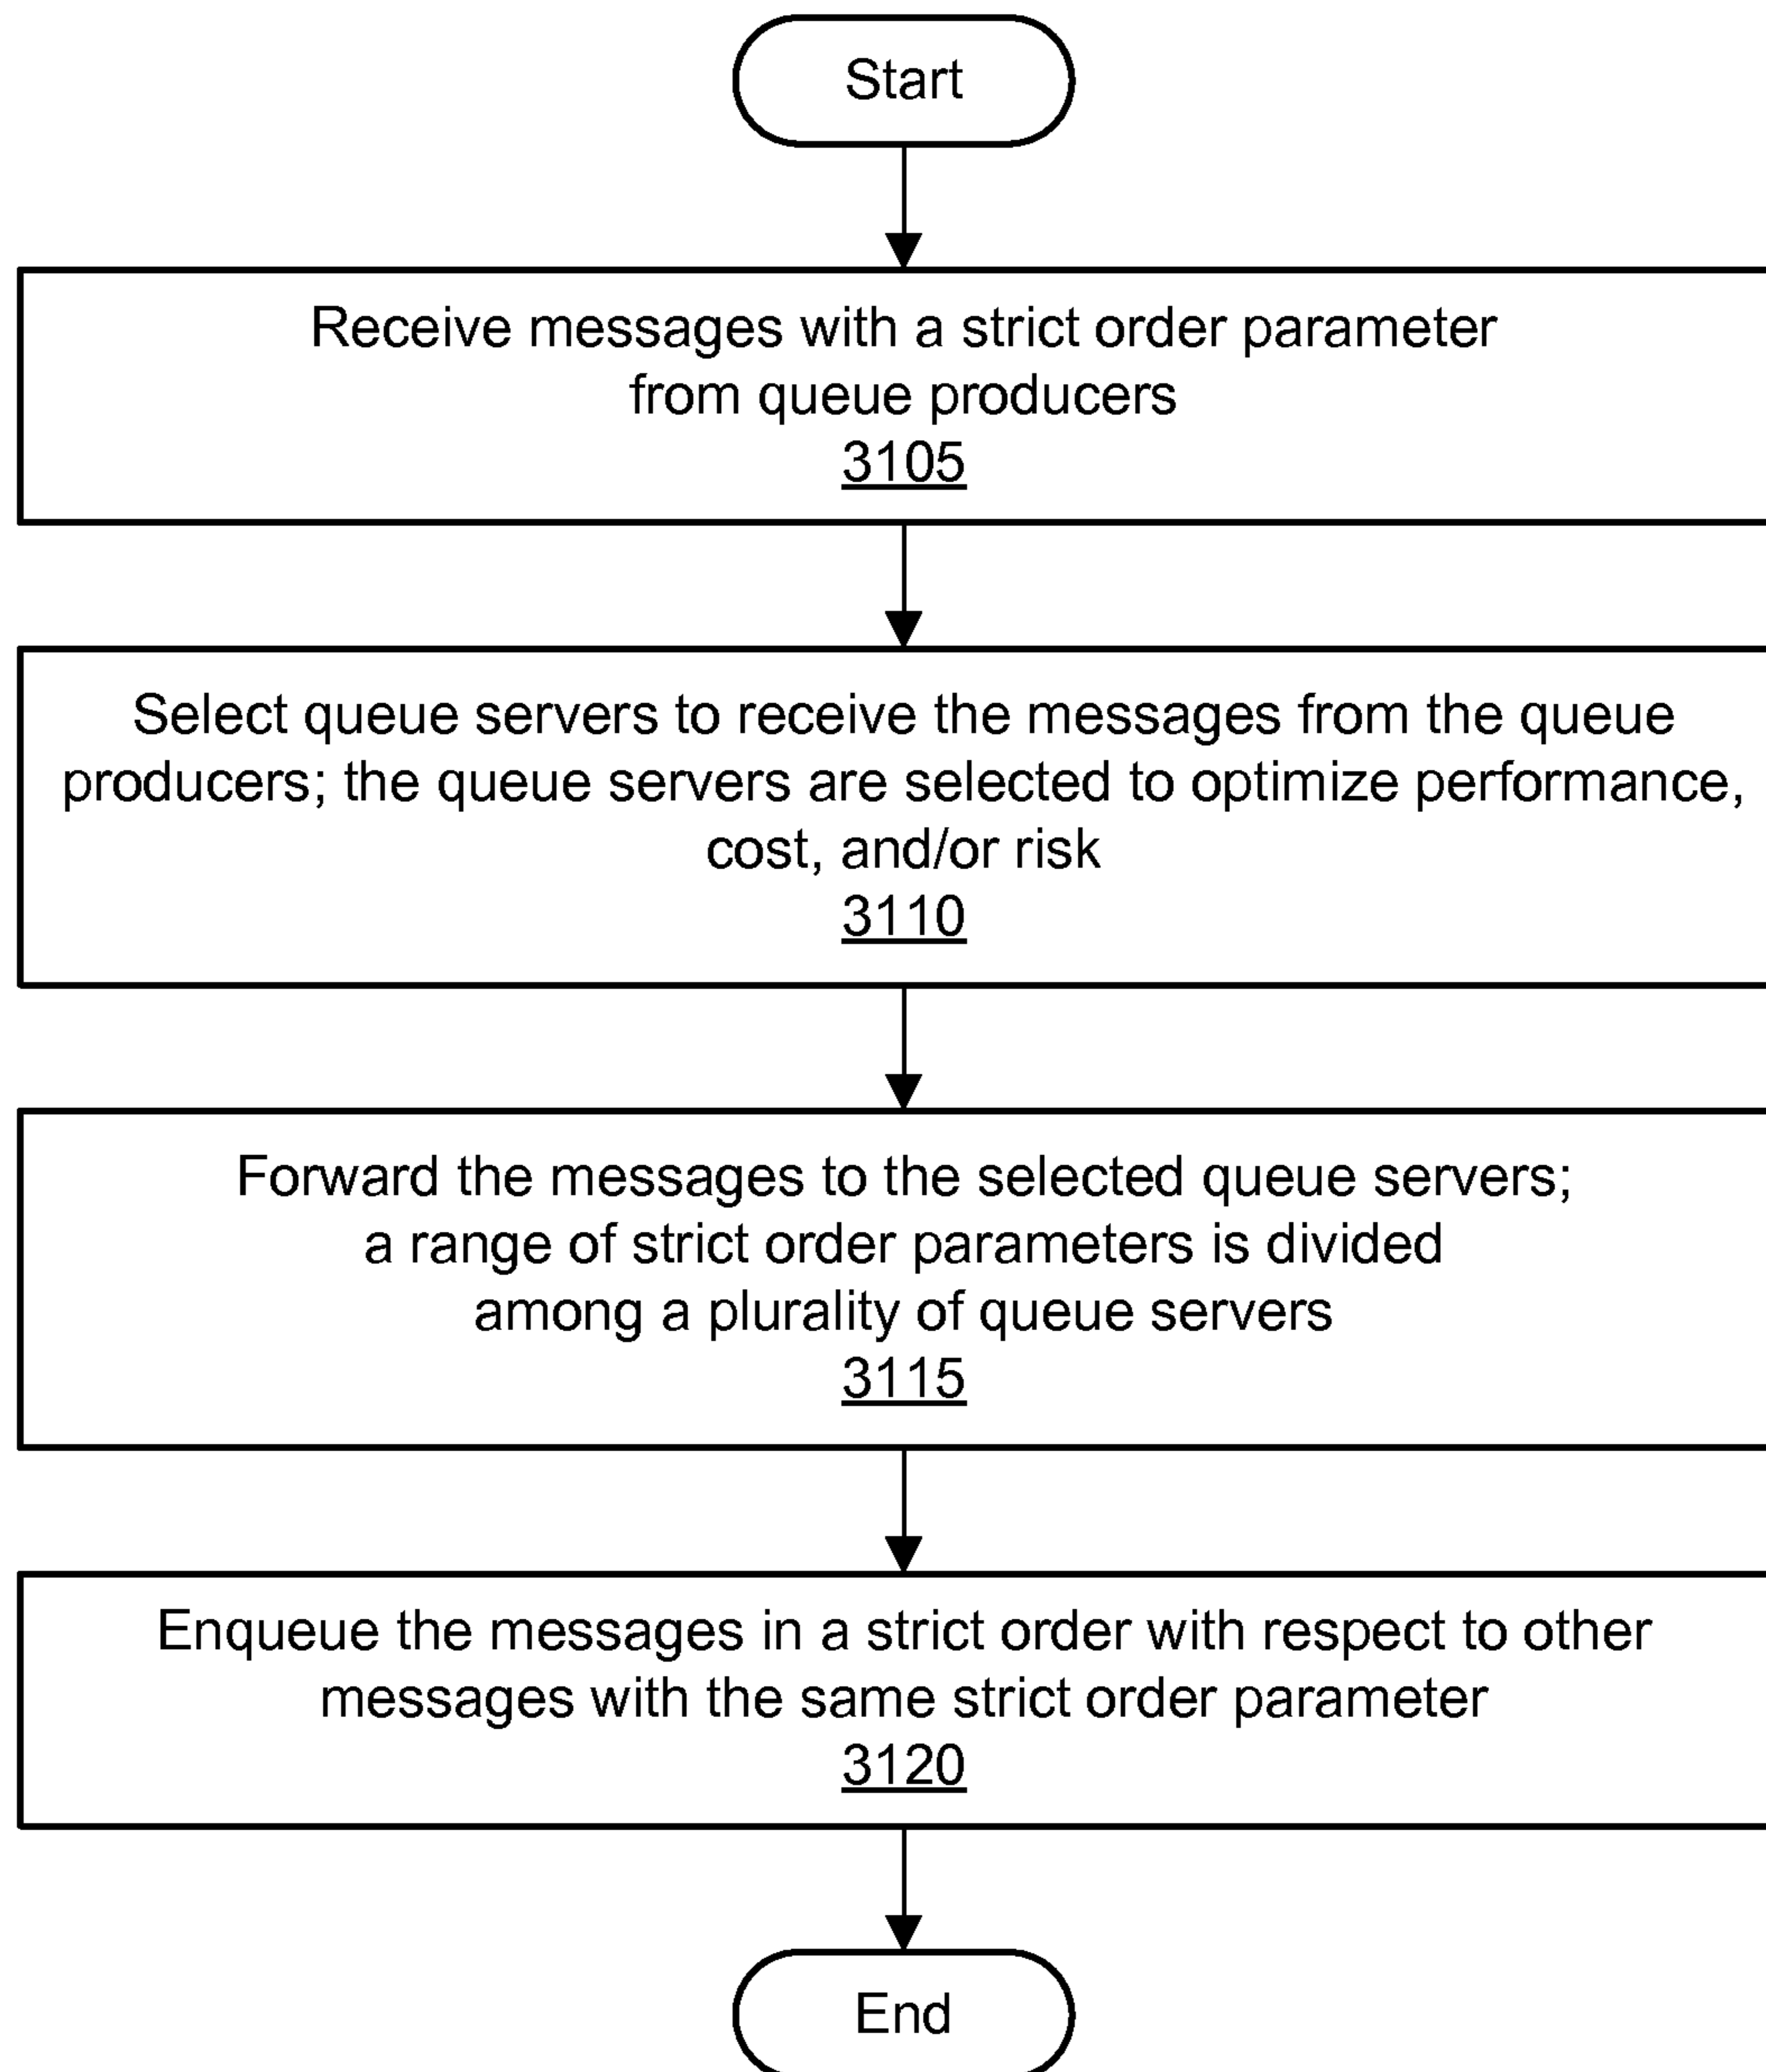 Start
Receive messages with a strict order parameter
from queue producers
3105
Select queue servers to receive the messages from the queue
producers; the queue servers are selected to optimize performance,
cost, and/or risk
3110
Forward the messages to the selected queue servers;
a range of strict order parameters is divided
among a plurality of queue servers
3115
Enqueue the messages in a strict order with respect to other
messages with the same strict order parameter
3120
End